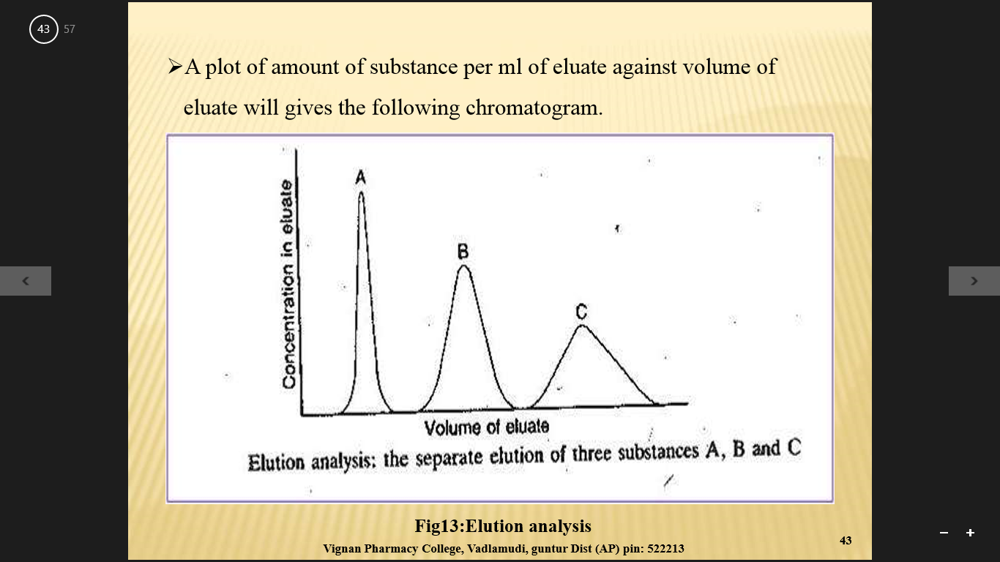 43 57
➢A plot of amount of substance per ml of eluate against volume of
eluate will gives the following chromatogram.
Concentration in eluate
A
B
C
Volume of eluate
Elution analysis: the separate elution of three substances A, B and C
Fig13:Elution analysis
Vignan Pharmacy College, Vadlamudi, guntur Dist (AP) pin: 522213
43